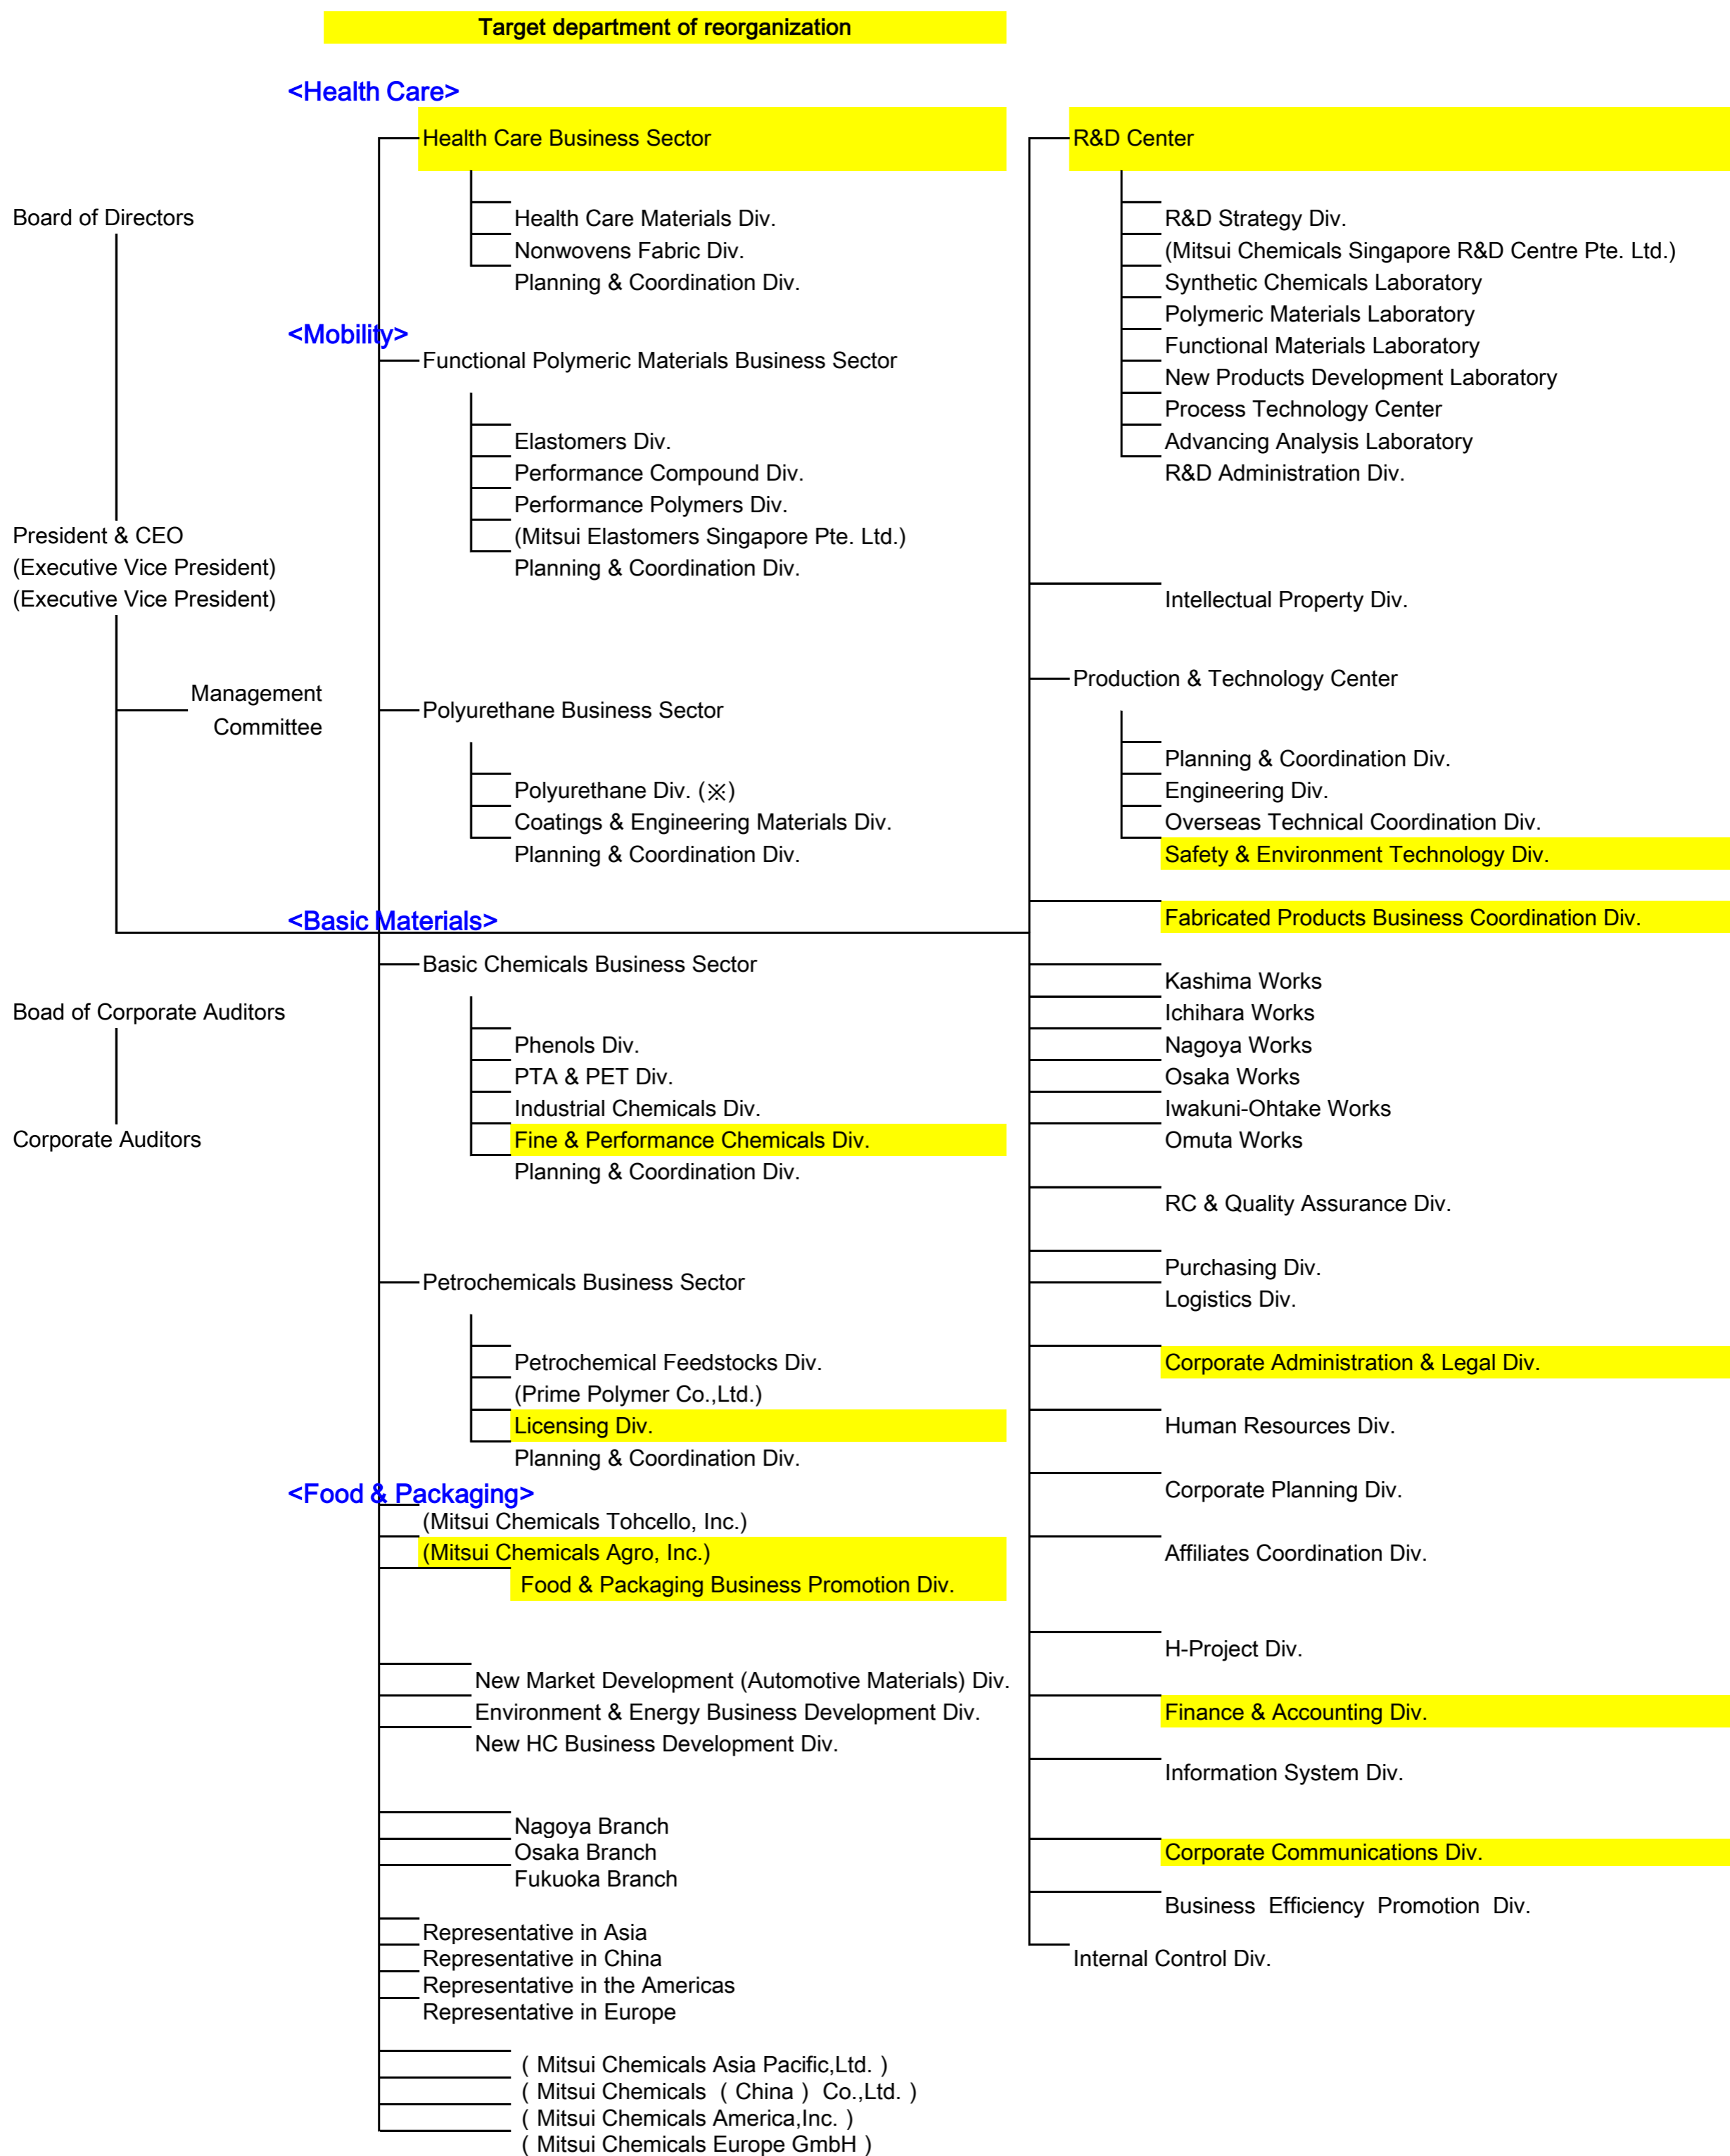 Target department of reorganization
Board of Directors
President & CEO
(Executive Vice President)
(Executive Vice President)
Management
Committee
Boad of Corporate Auditors
Corporate Auditors
<Health Care>
Health Care Business Sector
Health Care Materials Div.
Nonwovens Fabric Div.
Planning & Coordination Div.
<Mobility>
Functional Polymeric Materials Business Sector
Elastomers Div.
Performance Compound Div.
Performance Polymers Div.
(Mitsui Elastomers Singapore Pte. Ltd.)
Planning & Coordination Div.
Polyurethane Business Sector
Polyurethane Div. (※)
Coatings & Engineering Materials Div.
Planning & Coordination Div.
<Basic Materials>
Basic Chemicals Business Sector
Phenols Div.
PTA & PET Div.
Industrial Chemicals Div.
Fine & Performance Chemicals Div.
Planning & Coordination Div.
Petrochemicals Business Sector
Petrochemical Feedstocks Div.
(Prime Polymer Co.,Ltd.)
Licensing Div.
Planning & Coordination Div.
<Food & Packaging>
(Mitsui Chemicals Tohcello, Inc.)
(Mitsui Chemicals Agro, Inc.)
Food & Packaging Business Promotion Div.
New Market Development (Automotive Materials) Div.
Environment & Energy Business Development Div.
New HC Business Development Div.
Nagoya Branch
Osaka Branch
Fukuoka Branch
Representative in Asia
Representative in China
Representative in the Americas
Representative in Europe
( Mitsui Chemicals Asia Pacific,Ltd. )
( Mitsui Chemicals ( China ) Co.,Ltd. )
( Mitsui Chemicals America,Inc. )
( Mitsui Chemicals Europe GmbH )
R&D Center
R&D Strategy Div.
(Mitsui Chemicals Singapore R&D Centre Pte. Ltd.)
Synthetic Chemicals Laboratory
Polymeric Materials Laboratory
Functional Materials Laboratory
New Products Development Laboratory
Process Technology Center
Advancing Analysis Laboratory
R&D Administration Div.
Intellectual Property Div.
Production & Technology Center
Planning & Coordination Div.
Engineering Div.
Overseas Technical Coordination Div.
Safety & Environment Technology Div.
Fabricated Products Business Coordination Div.
Kashima Works
Ichihara Works
Nagoya Works
Osaka Works
Iwakuni-Ohtake Works
Omuta Works
RC & Quality Assurance Div.
Purchasing Div.
Logistics Div.
Corporate Administration & Legal Div.
Human Resources Div.
Corporate Planning Div.
Affiliates Coordination Div.
H-Project Div.
Finance & Accounting Div.
Information System Div.
Corporate Communications Div.
Business Efficiency Promotion Div.
Internal Control Div.